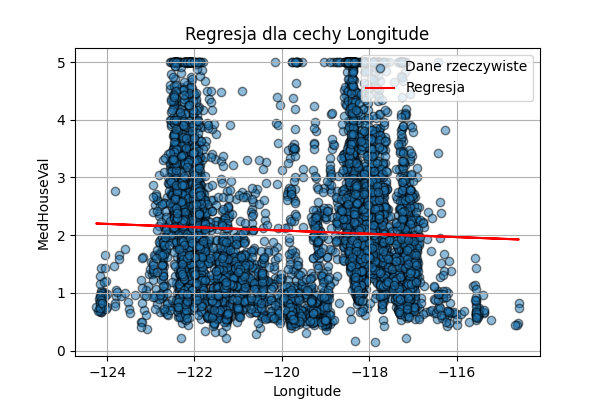 Regresja dla cechy Longitude
Dane rzeczywiste
Regresja
MedHouseVal
5
4
3
2
1
0
−124
−122
−120
−118
−116
Longitude